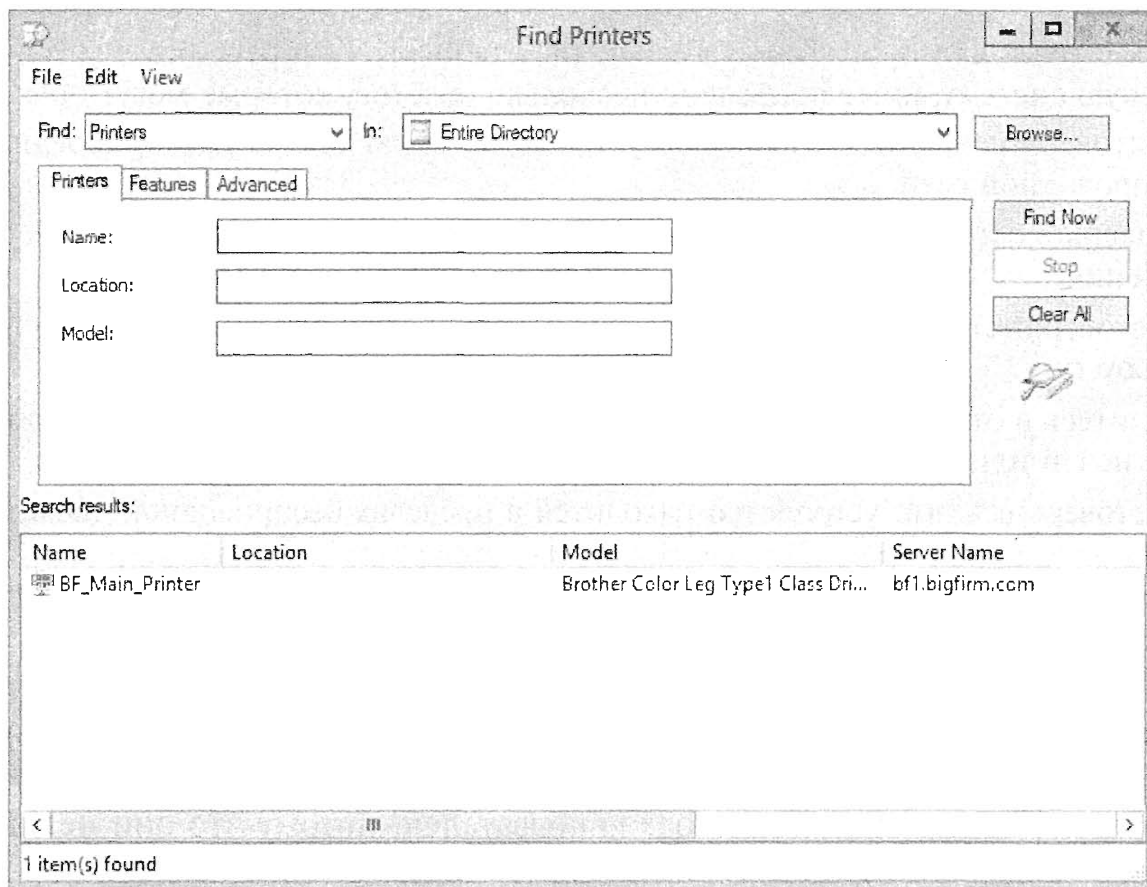 Find Printers
File Edit View
Find: Printers In: Entire Directory Browse...
Printers Features Advanced
Find Now
Name:
Stop
Location:
Clear All
Model:
Search results:
Name Location Model Server Name
BF_Main_Printer Brother Color Leg Type1 Class Dri... bf1.bigfirm.com
1 item(s) found